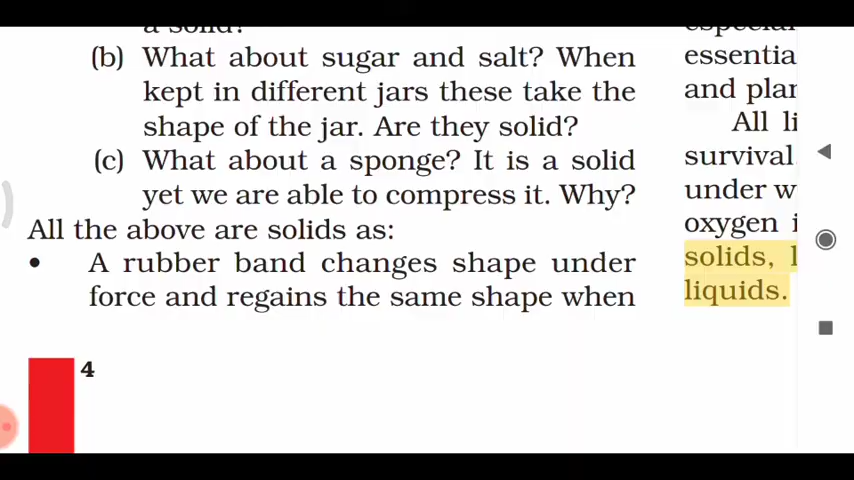 a solid?
(b) What about sugar and salt? When
kept in different jars these take the
shape of the jar. Are they solid?
(c) What about a sponge? It is a solid
yet we are able to compress it. Why?
All the above are solids as:
• A rubber band changes shape under
force and regains the same shape when
4
essentia
and plan
All li
survival.
under w
oxygen i
solids, l
liquids.